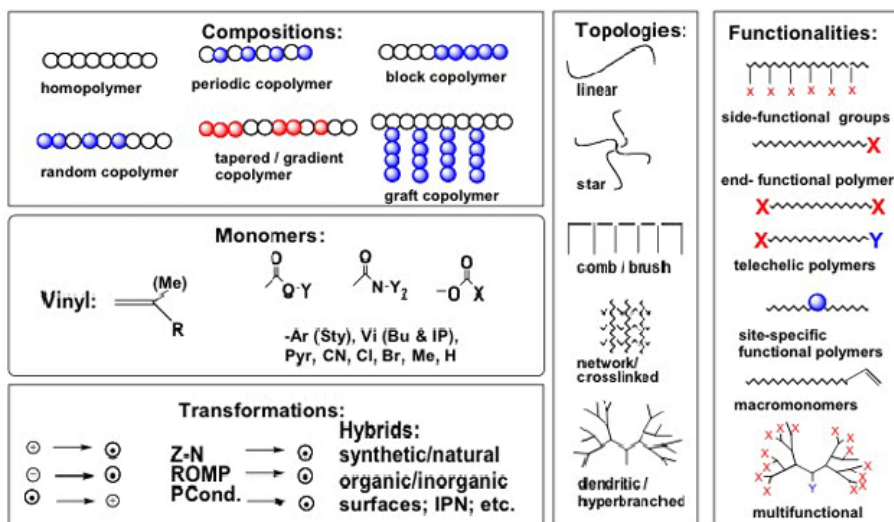 Compositions:
homopolymer
periodic copolymer
block copolymer
random copolymer
tapered / gradient
copolymer
graft copolymer
Monomers:
Vinyl:
(Me)
R
O
O-Y
O
N-Y2
O
-O X
-Ar (Sty), Vi (Bu & IP),
Pyr, CN, Cl, Br, Me, H
Transformations:
+
+
-
Z-N
ROMP
PCond.
Hybrids:
synthetic/natural
organic/inorganic
surfaces; IPN; etc.
Topologies:
linear
star
comb / brush
network/
crosslinked
dendritic /
hyperbranched
Functionalities:
X X X X X X
side-functional groups
X
end- functional polymer
X X
X Y
telechelic polymers
site-specific
functional polymers
macromonomers
X X X X X X X X X X X X X X
Y
multifunctional